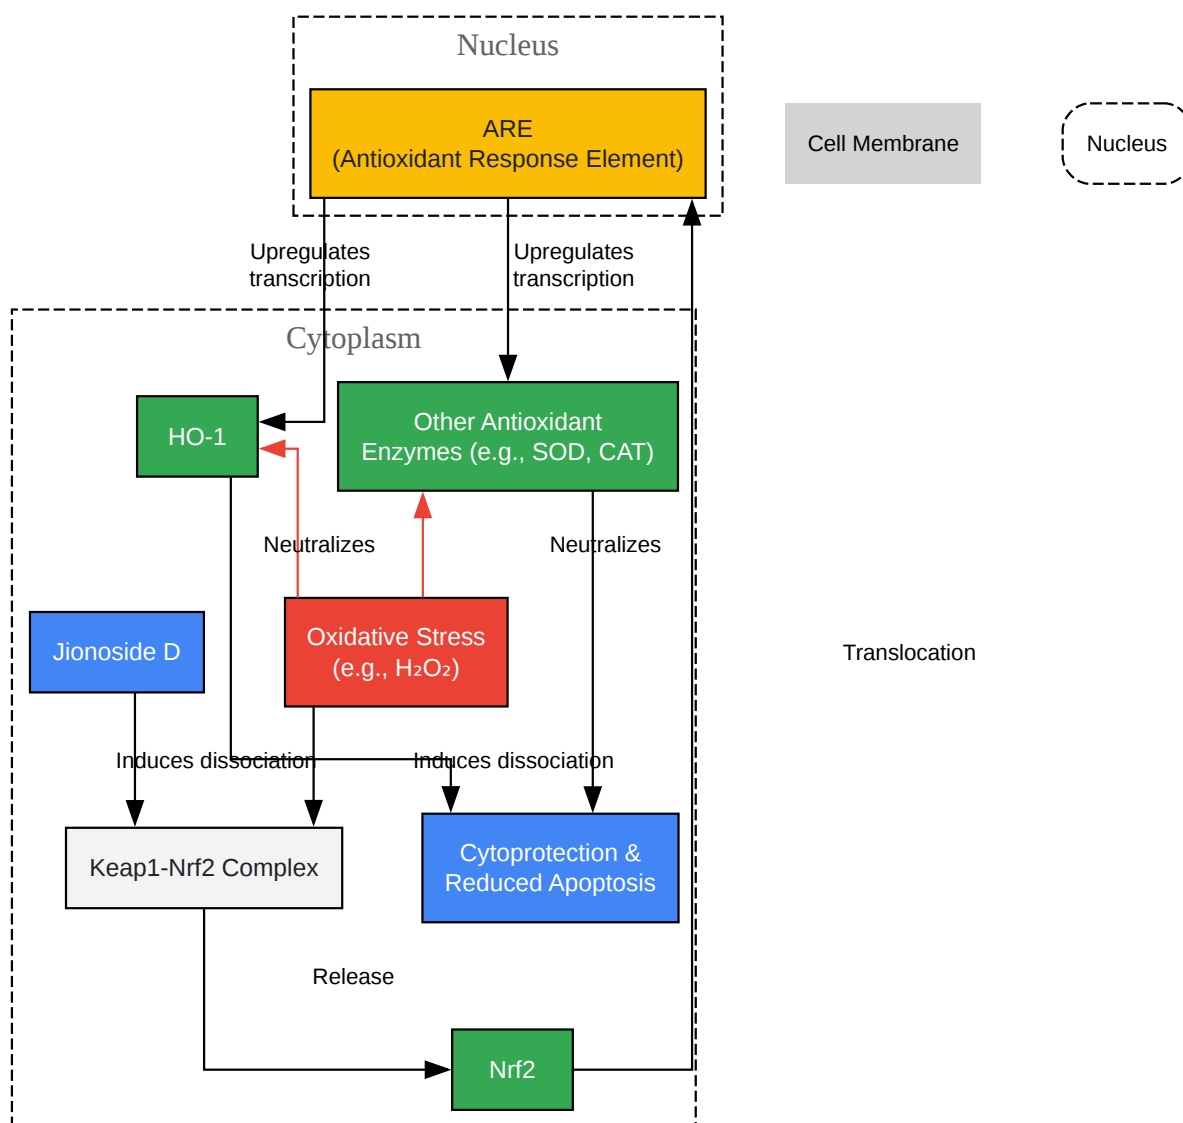 Nucleus
ARE
(Antioxidant Response Element)
Cell Membrane
Nucleus
Upregulates
transcription
Upregulates
transcription
Cytoplasm
HO-1
Other Antioxidant
Enzymes (e.g., SOD, CAT)
Neutralizes
Neutralizes
Jionoside D
Oxidative Stress
(e.g., H₂O₂)
Translocation
Induces dissociation
Induces dissociation
Keap1-Nrf2 Complex
Cytoprotection &
Reduced Apoptosis
Release
Nrf2